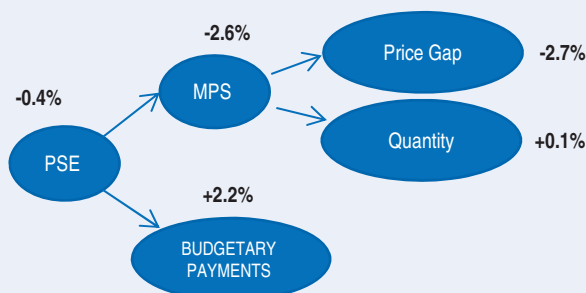 -2.6%
Price Gap
-2.7%
-0.4%
MPS
Quantity
+0.1%
PSE
+2.2%
BUDGETARY
PAYMENTS